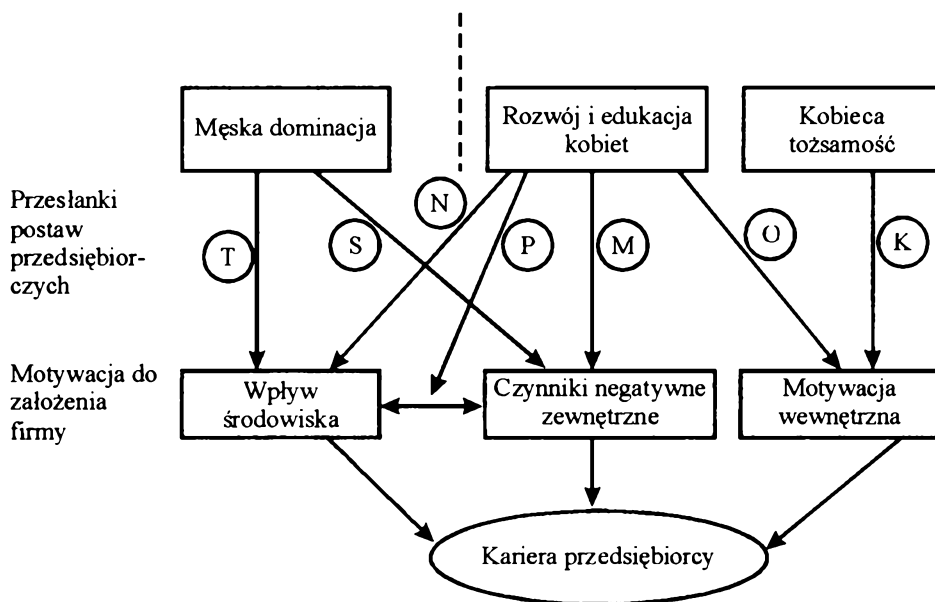 Męska dominacja
Rozwój i edukacja
kobiet
Kobieca
tożsamość
Przesłanki
postaw
przedsiębior-
czych
T
S
N
P
M
O
K
Motywacja do
założenia
firmy
Wpływ
środowiska
Czynniki negatywne
zewnętrzne
Motywacja
wewnętrzna
Kariera przedsiębiorcy